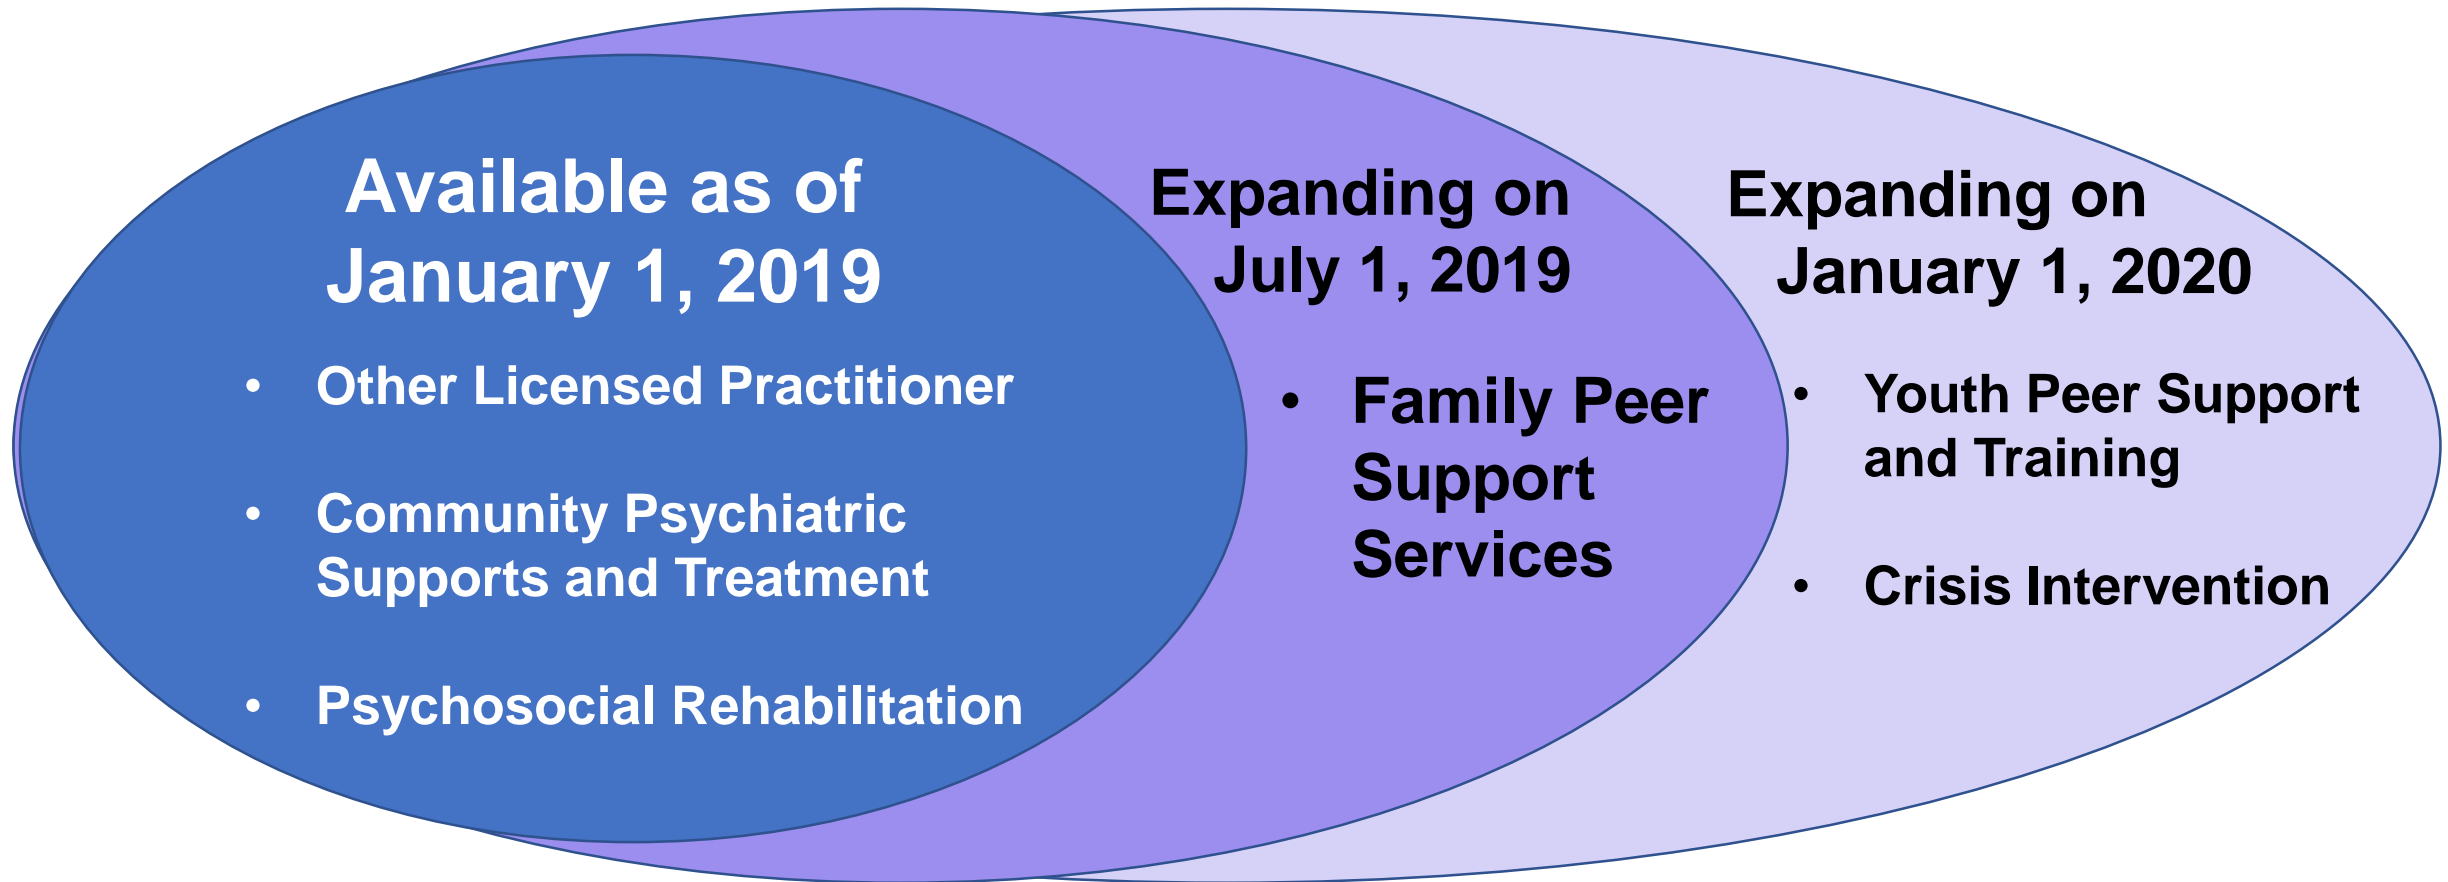 Available as of
January 1, 2019
• Other Licensed Practitioner
• Community Psychiatric
Supports and Treatment
• Psychosocial Rehabilitation
Expanding on
July 1, 2019
• Family Peer
Support
Services
Expanding on
January 1, 2020
• Youth Peer Support
and Training
• Crisis Intervention